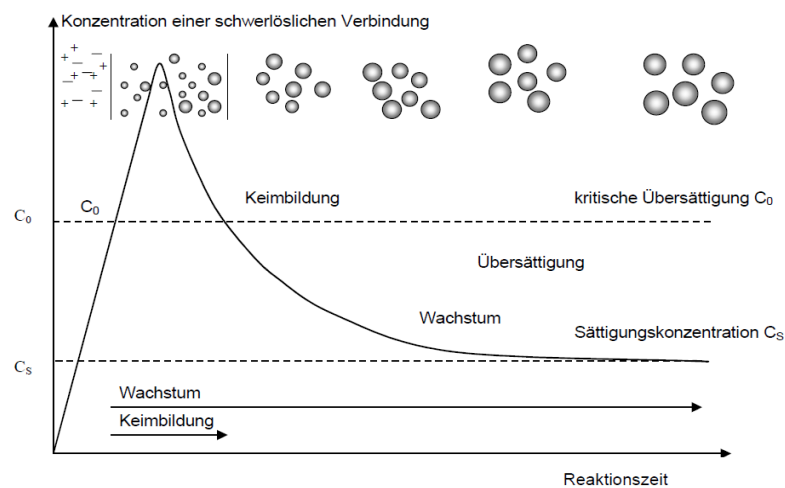 Konzentration einer schwerlöslichen Verbindung
Keimbildung
kritische Übersättigung C₀
C₀
C₀
Übersättigung
Wachstum
Sättigungskonzentration Cₛ
Cₛ
Wachstum
Keimbildung
Reaktionszeit